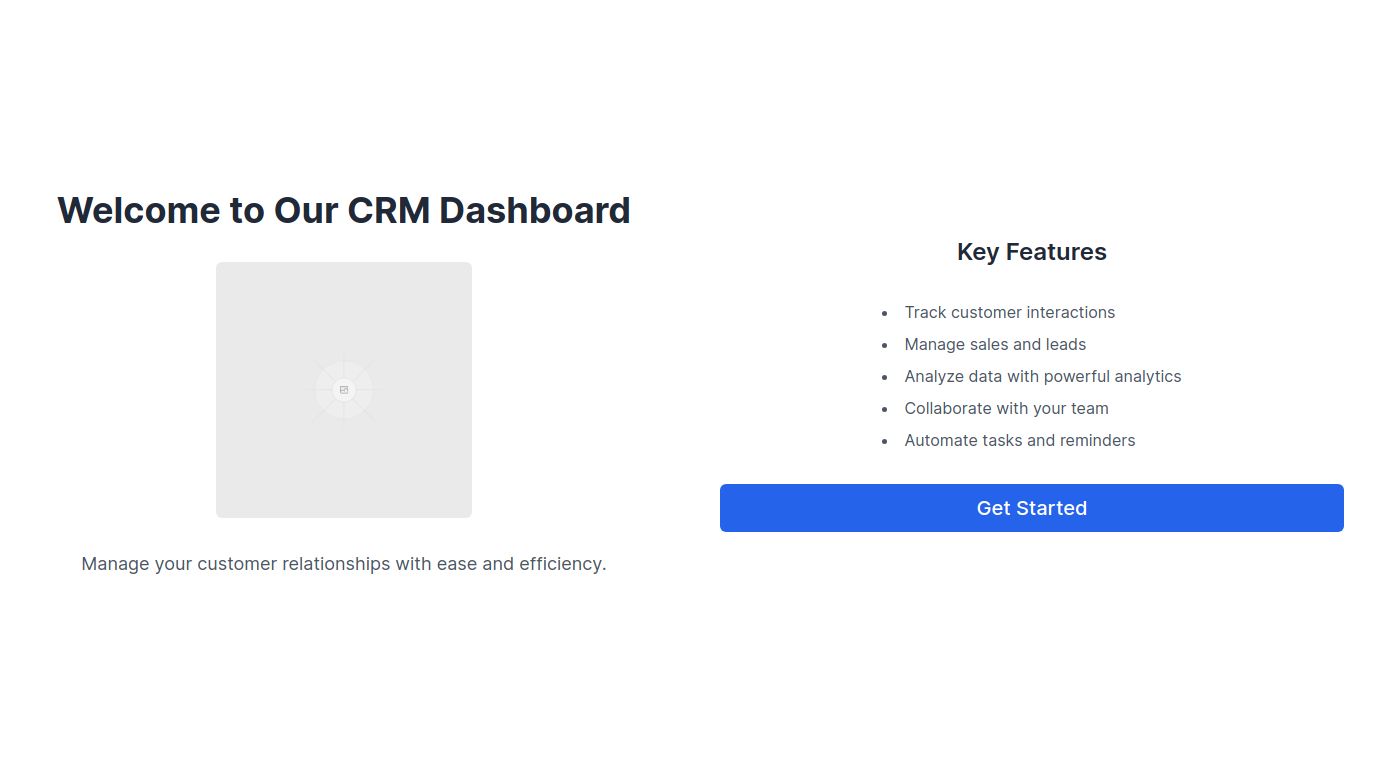 Welcome to Our CRM Dashboard
Manage your customer relationships with ease and efficiency.
Key Features
Track customer interactions
Manage sales and leads
Analyze data with powerful analytics
Collaborate with your team
Automate tasks and reminders
Get Started